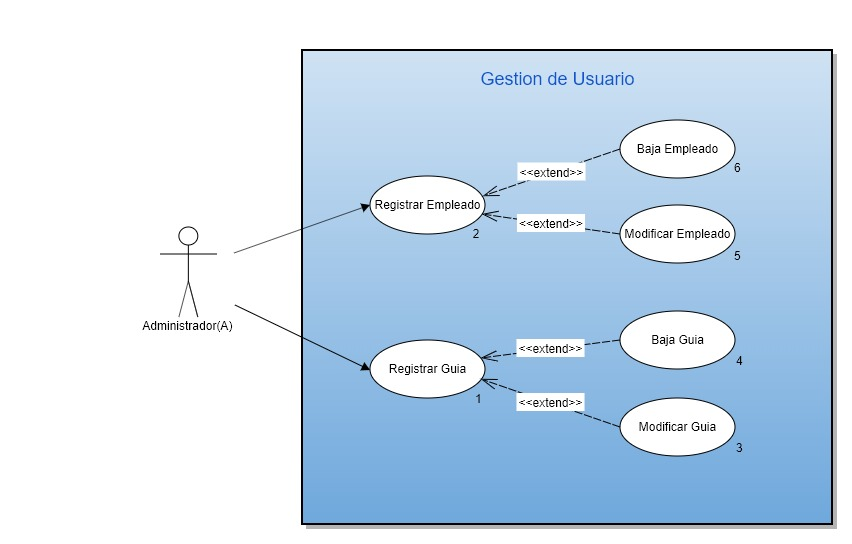 Gestion de Usuario
Baja Empleado
6
<<extend>>
Registrar Empleado
2
<<extend>>
Modificar Empleado
5
Administrador(A)
Baja Guia
4
<<extend>>
Registrar Guia
1
<<extend>>
Modificar Guia
3